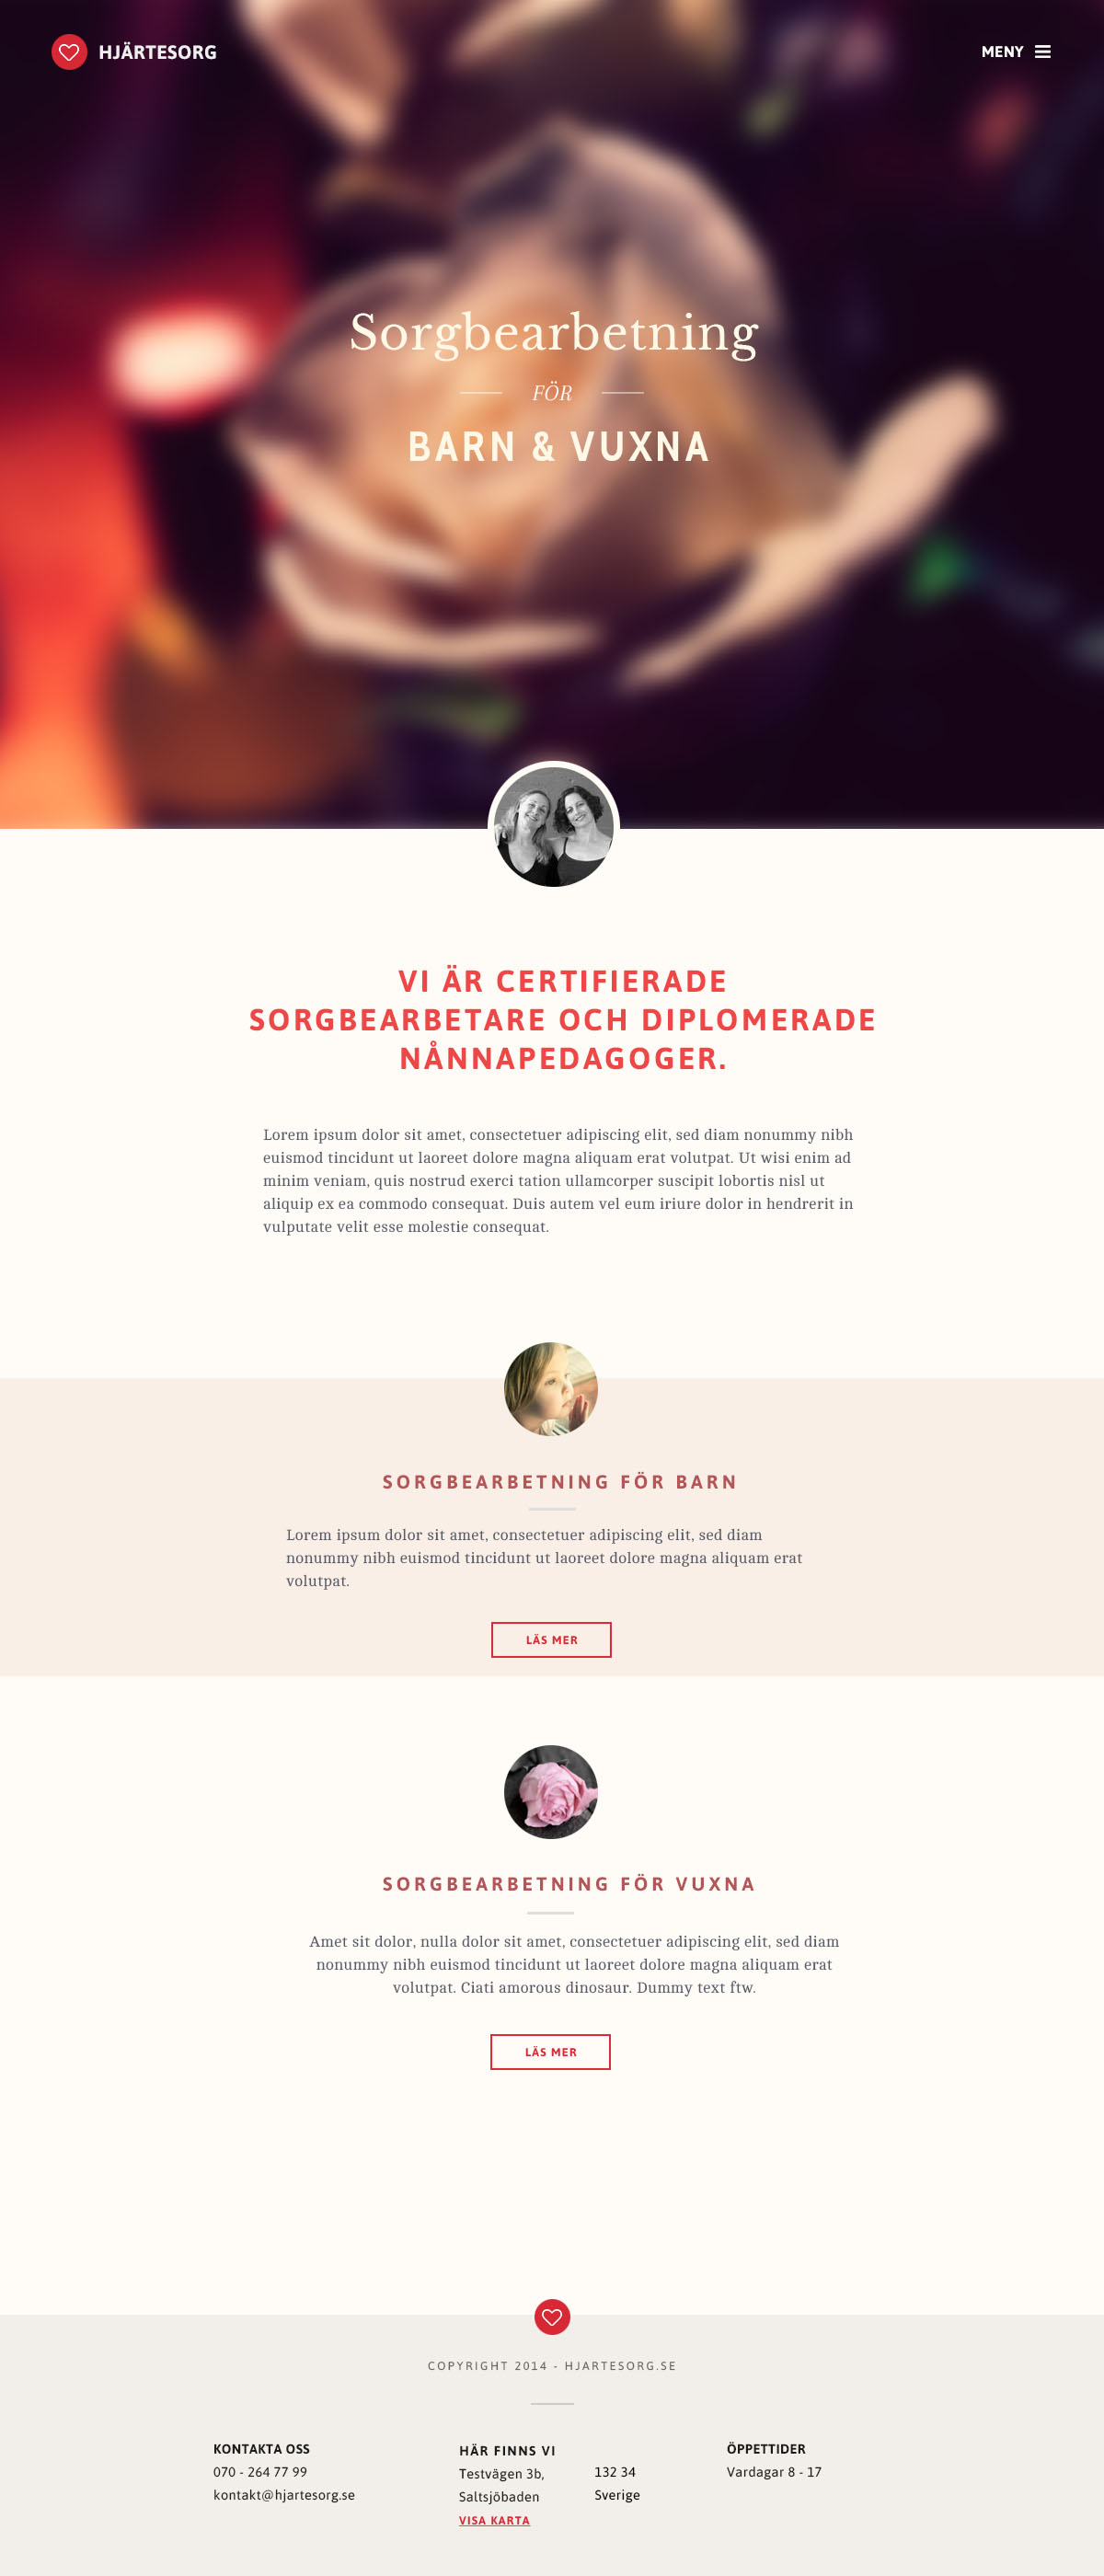 HJÄRTESORG
MENY
Sorgbearbetning
FÖR
BARN & VUXNA
VI ÄR CERTIFIERADE
SORGBEARBETARE OCH DIPLOMERADE
NÅNNAPEDAGOGER.
Lorem ipsum dolor sit amet, consectetuer adipiscing elit, sed diam nonummy nibh
euismod tincidunt ut laoreet dolore magna aliquam erat volutpat. Ut wisi enim ad
minim veniam, quis nostrud exerci tation ullamcorper suscipit lobortis nisl ut
aliquip ex ea commodo consequat. Duis autem vel eum iriure dolor in hendrerit in
vulputate velit esse molestie consequat.
SORGBEARBETNING FÖR BARN
Lorem ipsum dolor sit amet, consectetuer adipiscing elit, sed diam
nonummy nibh euismod tincidunt ut laoreet dolore magna aliquam erat
volutpat.
LÄS MER
SORGBEARBETNING FÖR VUXNA
Amet sit dolor, nulla dolor sit amet, consectetuer adipiscing elit, sed diam
nonummy nibh euismod tincidunt ut laoreet dolore magna aliquam erat
volutpat. Ciati amorous dinosaur. Dummy text ftw.
LÄS MER
COPYRIGHT 2014 - HJARTESORG.SE
KONTAKTA OSS
070 - 264 77 99
kontakt@hjartesorg.se
HÄR FINNS VI
Testvägen 3b,
Saltsjöbaden
VISA KARTA
132 34
Sverige
ÖPPETTIDER
Vardagar 8 - 17